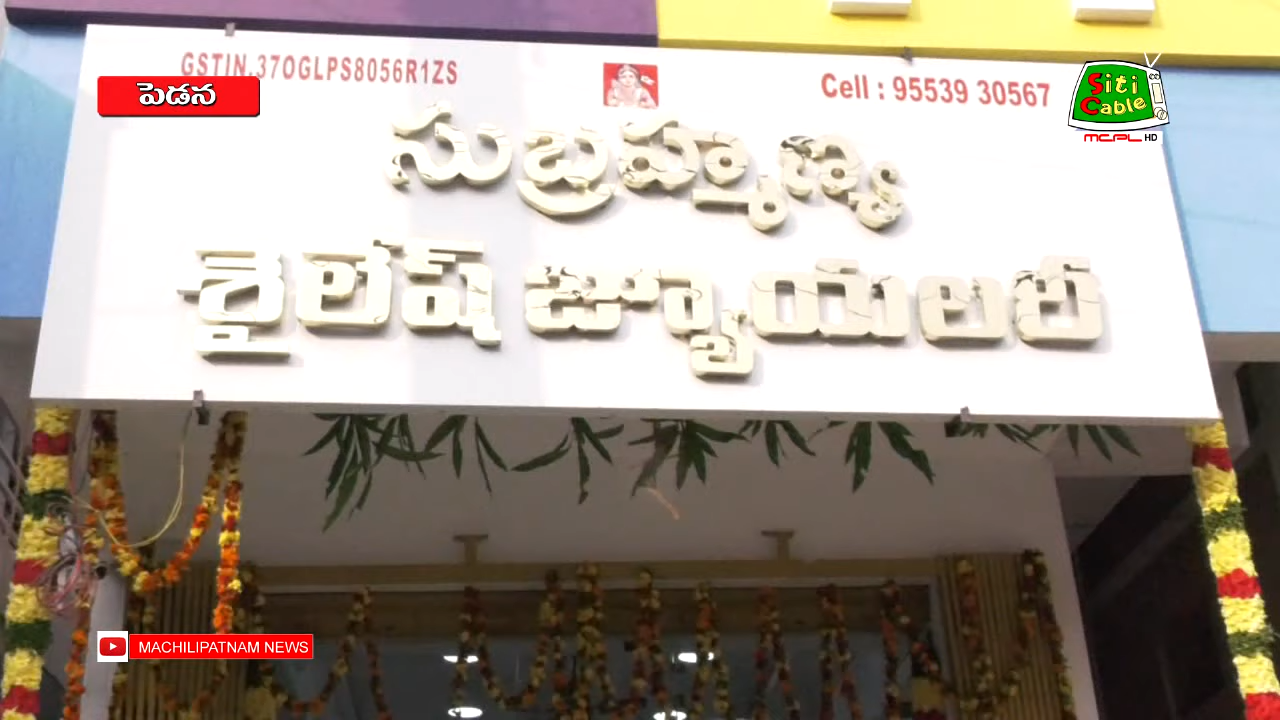 GSTIN.37OGLPS8056R1ZS
Cell : 95539 30567
పెడన
Siti
Cable
MCPL HD
సుబ్రహ్మణ్య
శైలేష్ జ్యూయలరీ
MACHILIPATNAM NEWS